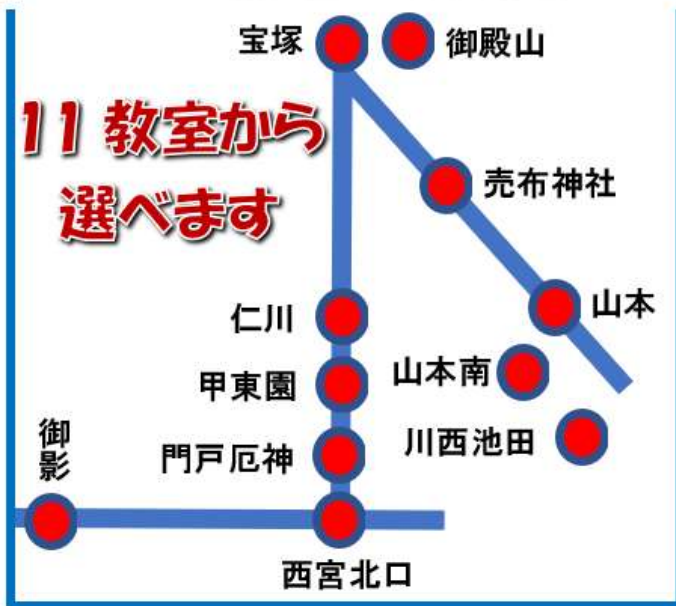 宝塚
御殿山
11教室から
選べます
売布神社
仁川
山本
甲東園
山本南
御影
門戸厄神
川西池田
西宮北口